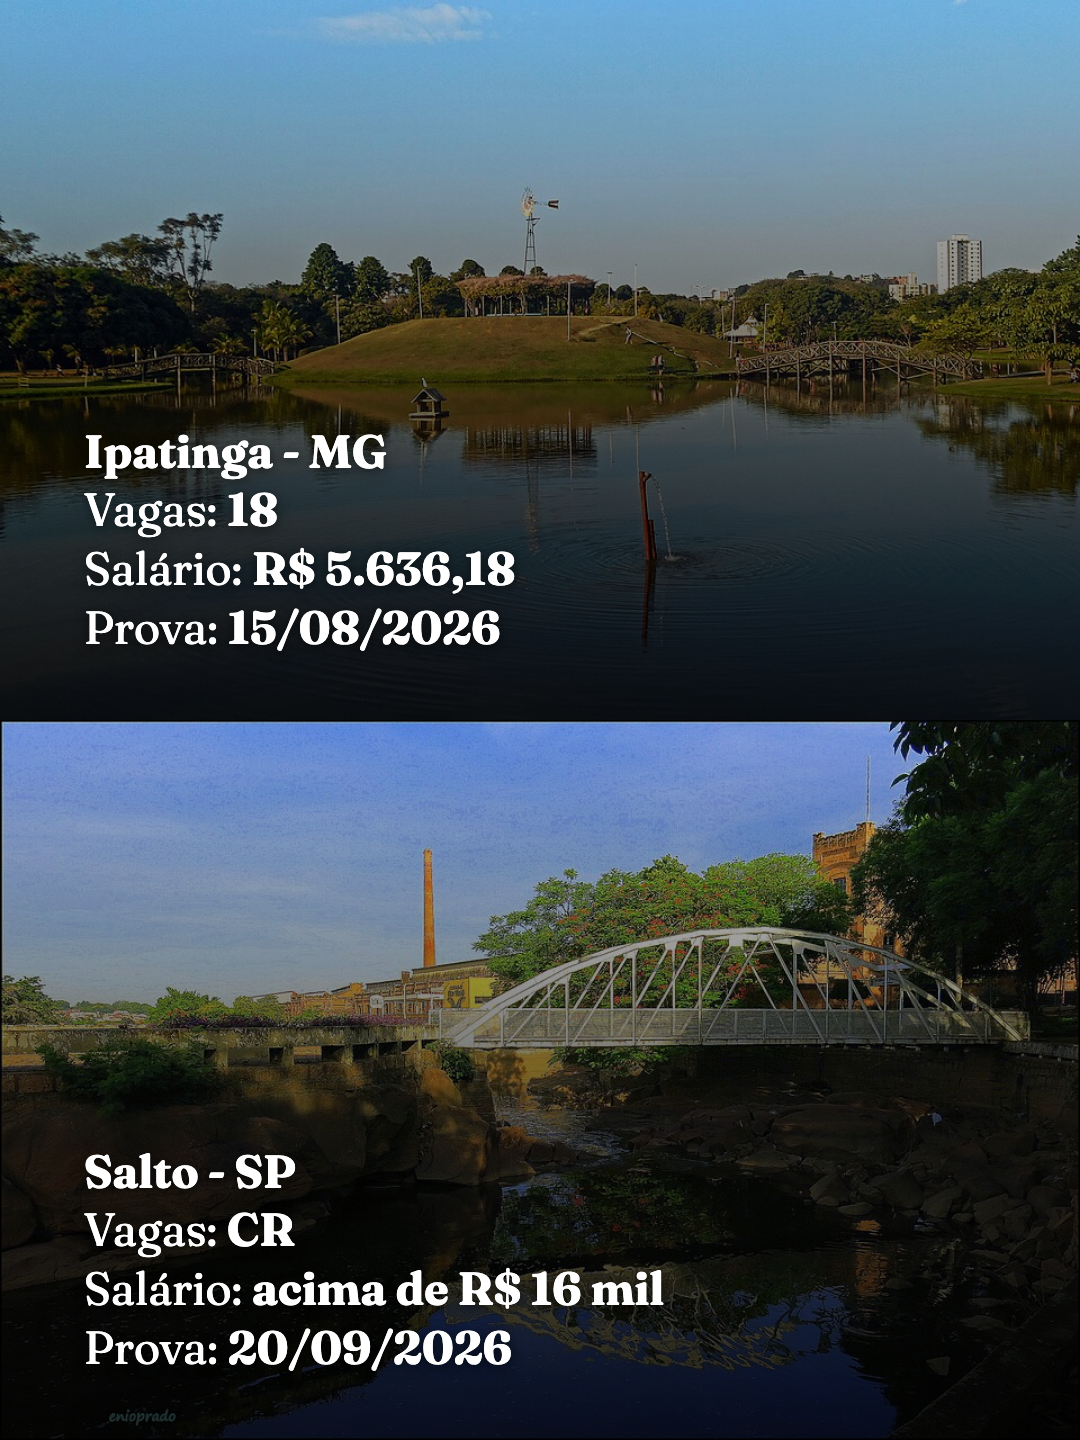 Ipatinga - MG
Vagas: 18
Salário: R$ 5.636,18
Prova: 15/08/2026
Salto - SP
Vagas: CR
Salário: acima de R$ 16 mil
Prova: 20/09/2026
enioprado